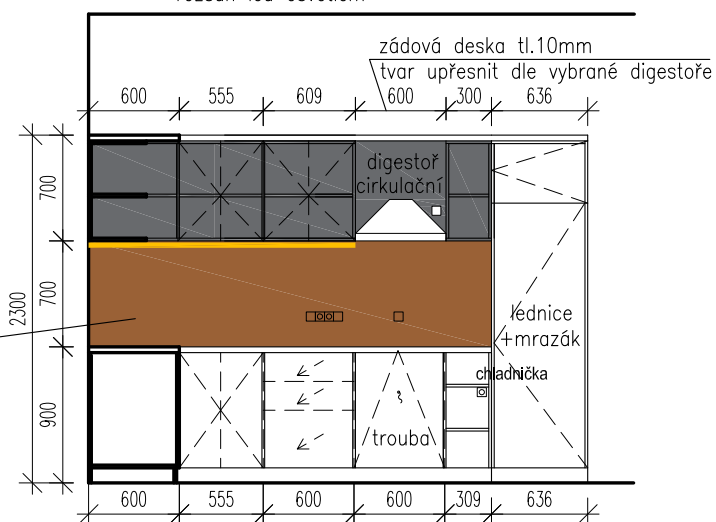 zádová deska tl.10mm
tvar upřesnit dle vybrané digestoře
600 555 609 600 300 636
digestoř
cirkulační
700
700
2300
900
lednice
+mrazák
chladnička
trouba
600 555 600 600 309 636